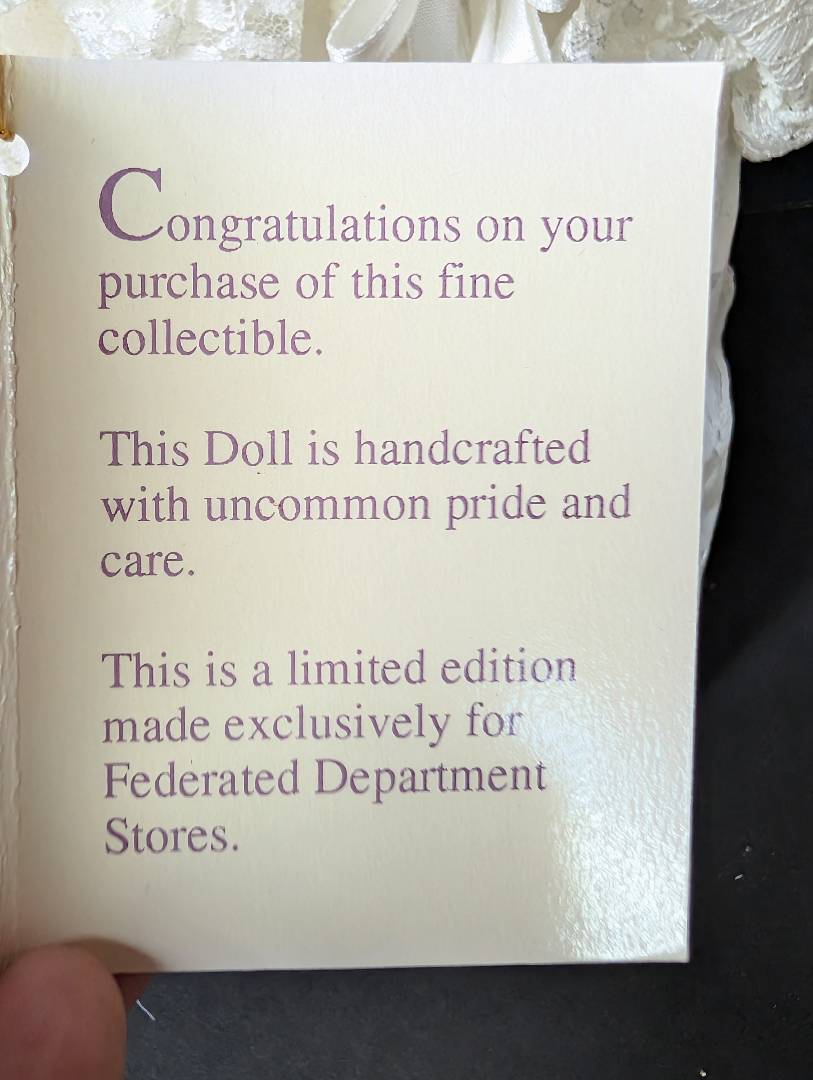 Congratulations on your
purchase of this fine
collectible.
This Doll is handcrafted
with uncommon pride and
care.
This is a limited edition
made exclusively for
Federated Department
Stores.